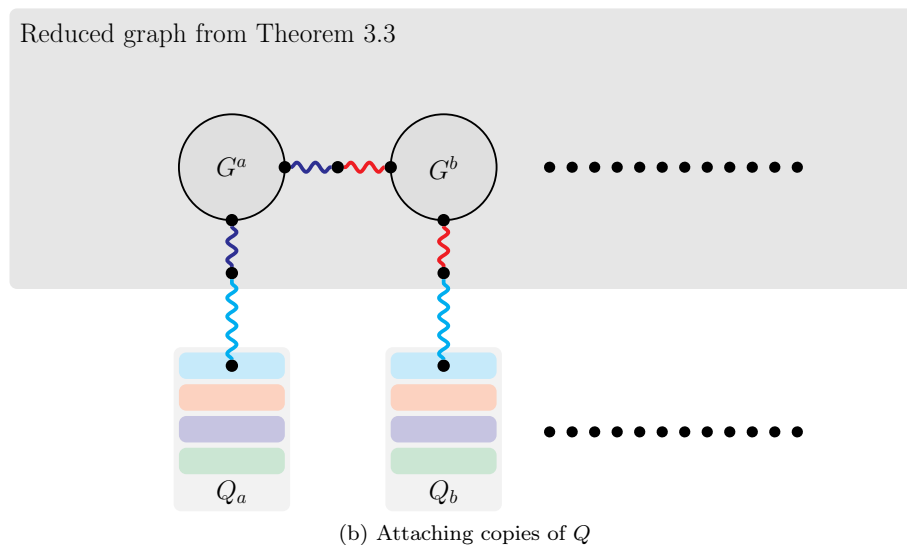 Reduced graph from Theorem 3.3
G^a
G^b
Q_a
Q_b
(b) Attaching copies of Q